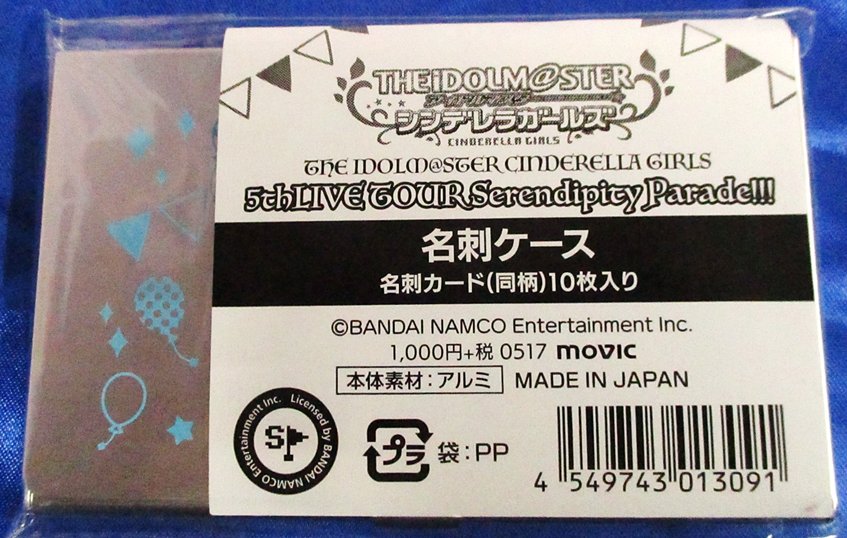 THE iDOLM@STER
アイドルマスター
シンデレラガールズ
CINDERELLA GIRLS
THE IDOLM@STER CINDERELLA GIRLS
5thLIVE TOUR Serendipity Parade!!!
名刺ケース
名刺カード(同柄)10枚入り
©BANDAI NAMCO Entertainment Inc.
1,000円+税 0517 movic
本体素材:アルミ MADE IN JAPAN
Licensed by BANDAI NAMCO Entertainment Inc.
S
プラ 袋:PP
4 549743 013091